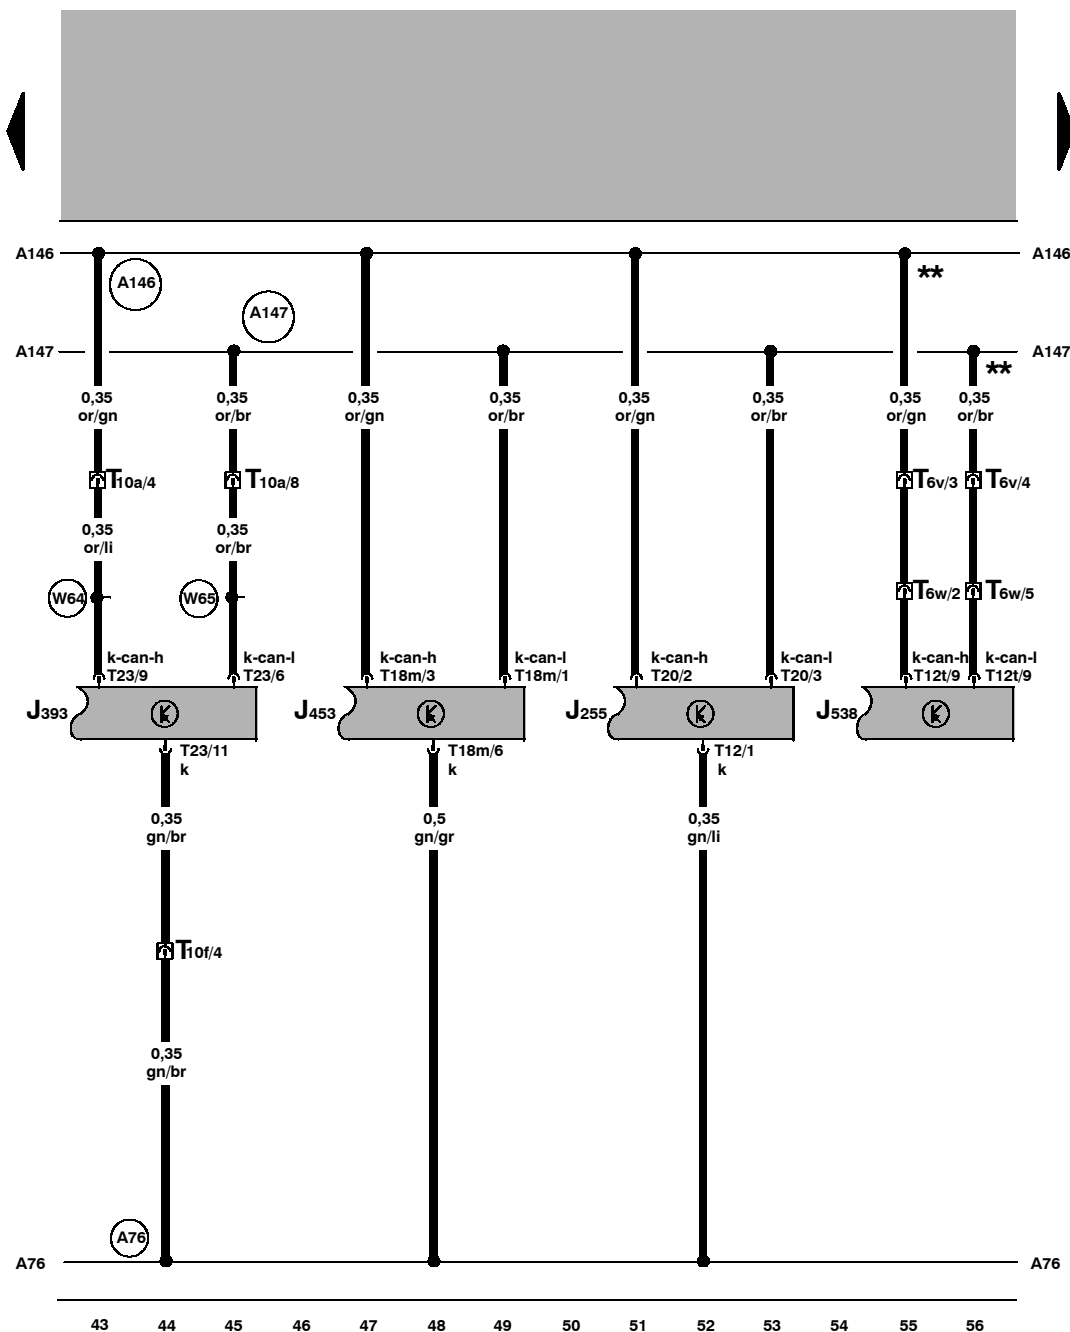 A146 A146
**
A146
A147
A147 A147
**
0,35 0,35 0,35 0,35 0,35 0,35 0,35 0,35
or/gn or/br or/gn or/br or/gn or/br or/gn or/br
T10a/4 T10a/8 T6v/3 T6v/4
0,35 0,35
or/li or/br
W64 W65 T6w/2 T6w/5
k-can-h k-can-l k-can-h k-can-l k-can-h k-can-l k-can-h k-can-l
T23/9 T23/6 T18m/3 T18m/1 T20/2 T20/3 T12t/9 T12t/9
J393 J453 J255 J538
T23/11 T18m/6 T12/1
k k k
0,35 0,5 0,35
gn/br gn/gr gn/li
T10f/4
0,35
gn/br
A76
A76 A76
43 44 45 46 47 48 49 50 51 52 53 54 55 56